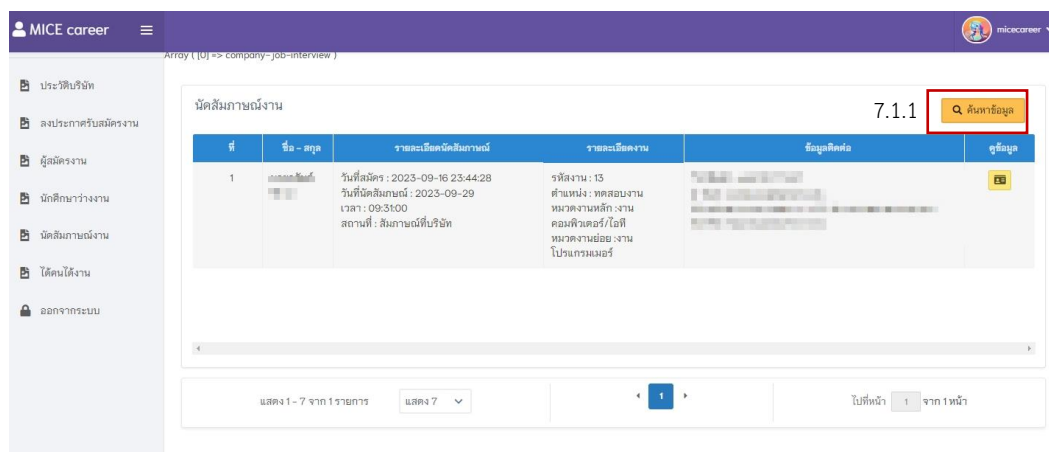 MICE career
micecareer
Array ( [0] => company-job-interview )
ประวัติบริษัท
ลงประกาศรับสมัครงาน
ผู้สมัครงาน
นักศึกษาว่างงาน
นัดสัมภาษณ์งาน
ได้คนได้งาน
ออกจากระบบ
นัดสัมภาษณ์งาน
7.1.1
ค้นหาข้อมูล
ที่ ชื่อ - สกุล รายละเอียดนัดสัมภาษณ์ รายละเอียดงาน ข้อมูลติดต่อ ดูข้อมูล
1
วันที่สมัคร : 2023-09-16 23:44:28
วันที่นัดสัมภษณ์ : 2023-09-29
เวลา : 09:31:00
สถานที่ : สัมภาษณ์ที่บริษัท
รหัสงาน : 13
ตำแหน่ง : ทดสอบงาน
หมวดงานหลัก :งาน
คอมพิวเตอร์/ไอที
หมวดงานย่อย :งาน
โปรแกรมเมอร์
แสดง 1 - 7 จาก 1 รายการ
แสดง 7
1
ไปที่หน้า 1 จาก 1 หน้า